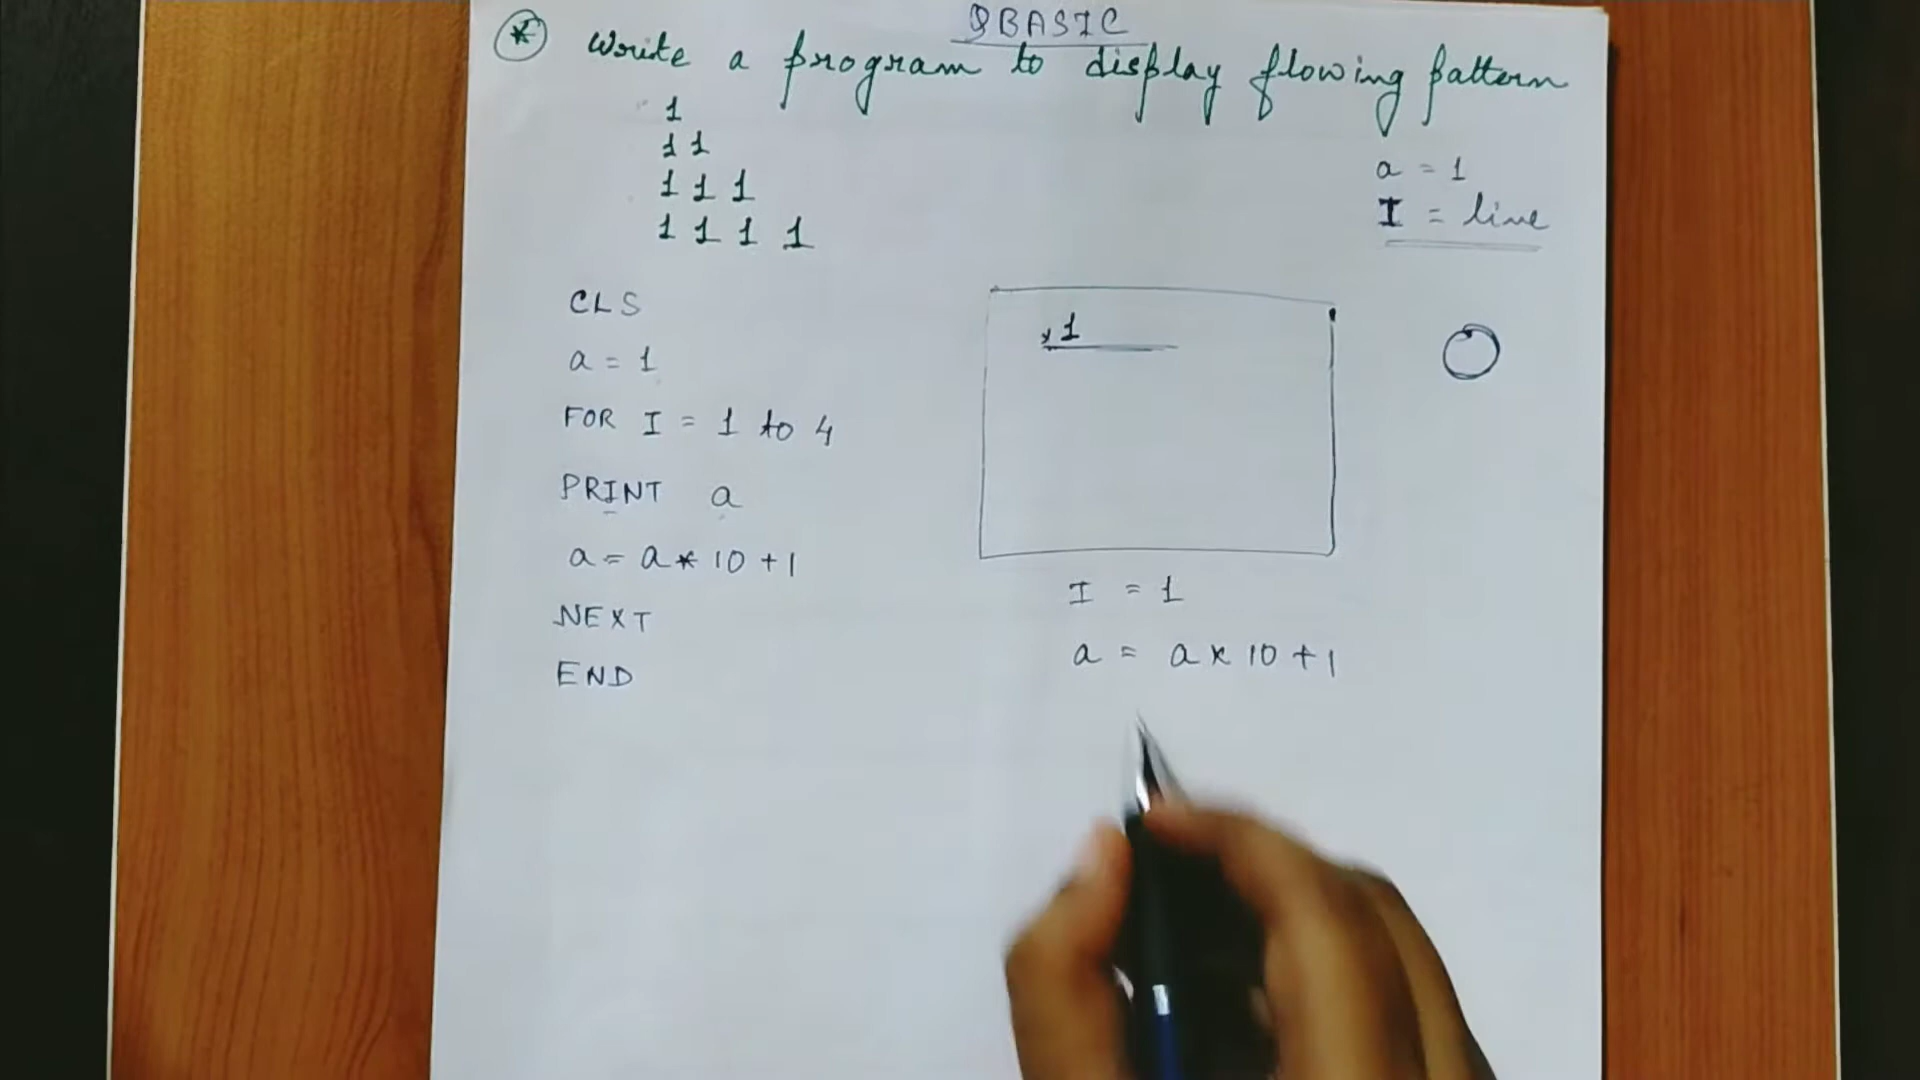 QBASIC
* Write a program to display flowing pattern
1
1 1
1 1 1
1 1 1 1
a = 1
I = line
CLS
a = 1
FOR I = 1 to 4
PRINT a
a = a * 10 + 1
NEXT
END
1
I = 1
a = a × 10 + 1